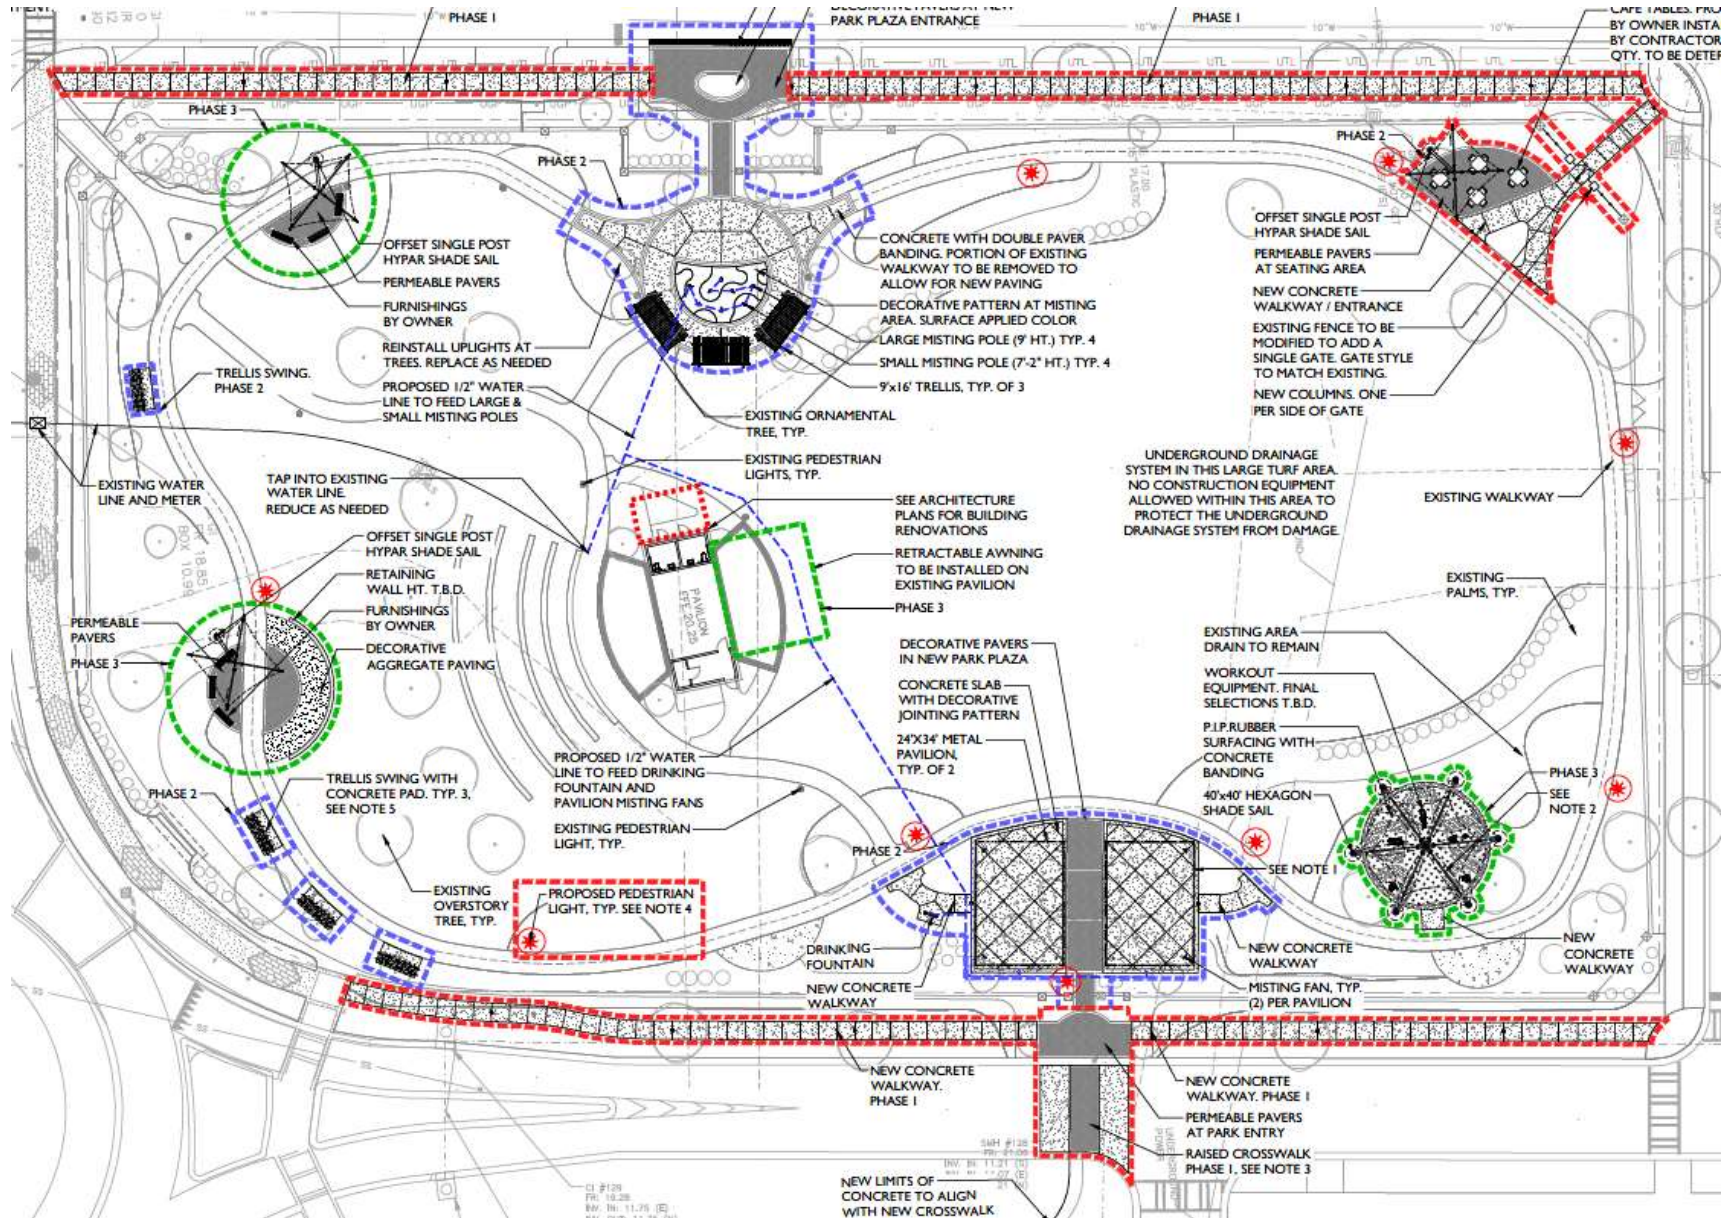 PHASE 1
DECORATIVE PAVERS AT NEW
PARK PLAZA ENTRANCE
PHASE 1
CAFE TABLES. PRO
BY OWNER INSTA
BY CONTRACTOR
QTY. TO BE DETER
PHASE 3
PHASE 2
PHASE 2
OFFSET SINGLE POST
HYPAR SHADE SAIL
PERMEABLE PAVERS
FURNISHINGS
BY OWNER
REINSTALL UPLIGHTS AT
TREES. REPLACE AS NEEDED
PROPOSED 1/2" WATER
LINE TO FEED LARGE &
SMALL MISTING POLES
TRELLIS SWING.
PHASE 2
CONCRETE WITH DOUBLE PAVER
BANDING. PORTION OF EXISTING
WALKWAY TO BE REMOVED TO
ALLOW FOR NEW PAVING
DECORATIVE PATTERN AT MISTING
AREA. SURFACE APPLIED COLOR
LARGE MISTING POLE (9' HT.) TYP. 4
SMALL MISTING POLE (7'-2" HT.) TYP. 4
9'x16' TRELLIS, TYP. OF 3
EXISTING ORNAMENTAL
TREE, TYP.
EXISTING PEDESTRIAN
LIGHTS, TYP.
OFFSET SINGLE POST
HYPAR SHADE SAIL
PERMEABLE PAVERS
AT SEATING AREA
NEW CONCRETE
WALKWAY / ENTRANCE
EXISTING FENCE TO BE
MODIFIED TO ADD A
SINGLE GATE. GATE STYLE
TO MATCH EXISTING.
NEW COLUMNS. ONE
PER SIDE OF GATE
17.00
PLASTIC
UNDERGROUND DRAINAGE
SYSTEM IN THIS LARGE TURF AREA.
NO CONSTRUCTION EQUIPMENT
ALLOWED WITHIN THIS AREA TO
PROTECT THE UNDERGROUND
DRAINAGE SYSTEM FROM DAMAGE.
EXISTING WALKWAY
EXISTING WATER
LINE AND METER
TAP INTO EXISTING
WATER LINE.
REDUCE AS NEEDED
OFFSET SINGLE POST
HYPAR SHADE SAIL
RETAINING
WALL HT. T.B.D.
FURNISHINGS
BY OWNER
DECORATIVE
AGGREGATE PAVING
PERMEABLE
PAVERS
PHASE 3
SEE ARCHITECTURE
PLANS FOR BUILDING
RENOVATIONS
RETRACTABLE AWNING
TO BE INSTALLED ON
EXISTING PAVILION
PHASE 3
PAVILION
FFE:20.25
EXISTING
PALMS, TYP.
EXISTING AREA
DRAIN TO REMAIN
WORKOUT
EQUIPMENT. FINAL
SELECTIONS T.B.D.
P.I.P.RUBBER
SURFACING WITH
CONCRETE
BANDING
40'x40' HEXAGON
SHADE SAIL
PHASE 3
SEE
NOTE 2
DECORATIVE PAVERS
IN NEW PARK PLAZA
CONCRETE SLAB
WITH DECORATIVE
JOINTING PATTERN
24'X34' METAL
PAVILION,
TYP. OF 2
PROPOSED 1/2" WATER
LINE TO FEED DRINKING
FOUNTAIN AND
PAVILION MISTING FANS
EXISTING PEDESTRIAN
LIGHT, TYP.
PHASE 2
TRELLIS SWING WITH
CONCRETE PAD. TYP. 3,
SEE NOTE 5
PHASE 2
SEE NOTE 1
EXISTING
OVERSTORY
TREE, TYP.
PROPOSED PEDESTRIAN
LIGHT, TYP. SEE NOTE 4
DRINKING
FOUNTAIN
NEW CONCRETE
WALKWAY
NEW CONCRETE
WALKWAY
MISTING FAN, TYP.
(2) PER PAVILION
NEW
CONCRETE
WALKWAY
NEW CONCRETE
WALKWAY.
PHASE 1
NEW CONCRETE
WALKWAY. PHASE 1
PERMEABLE PAVERS
AT PARK ENTRY
RAISED CROSSWALK
PHASE 1, SEE NOTE 3
NEW LIMITS OF
CONCRETE TO ALIGN
WITH NEW CROSSWALK